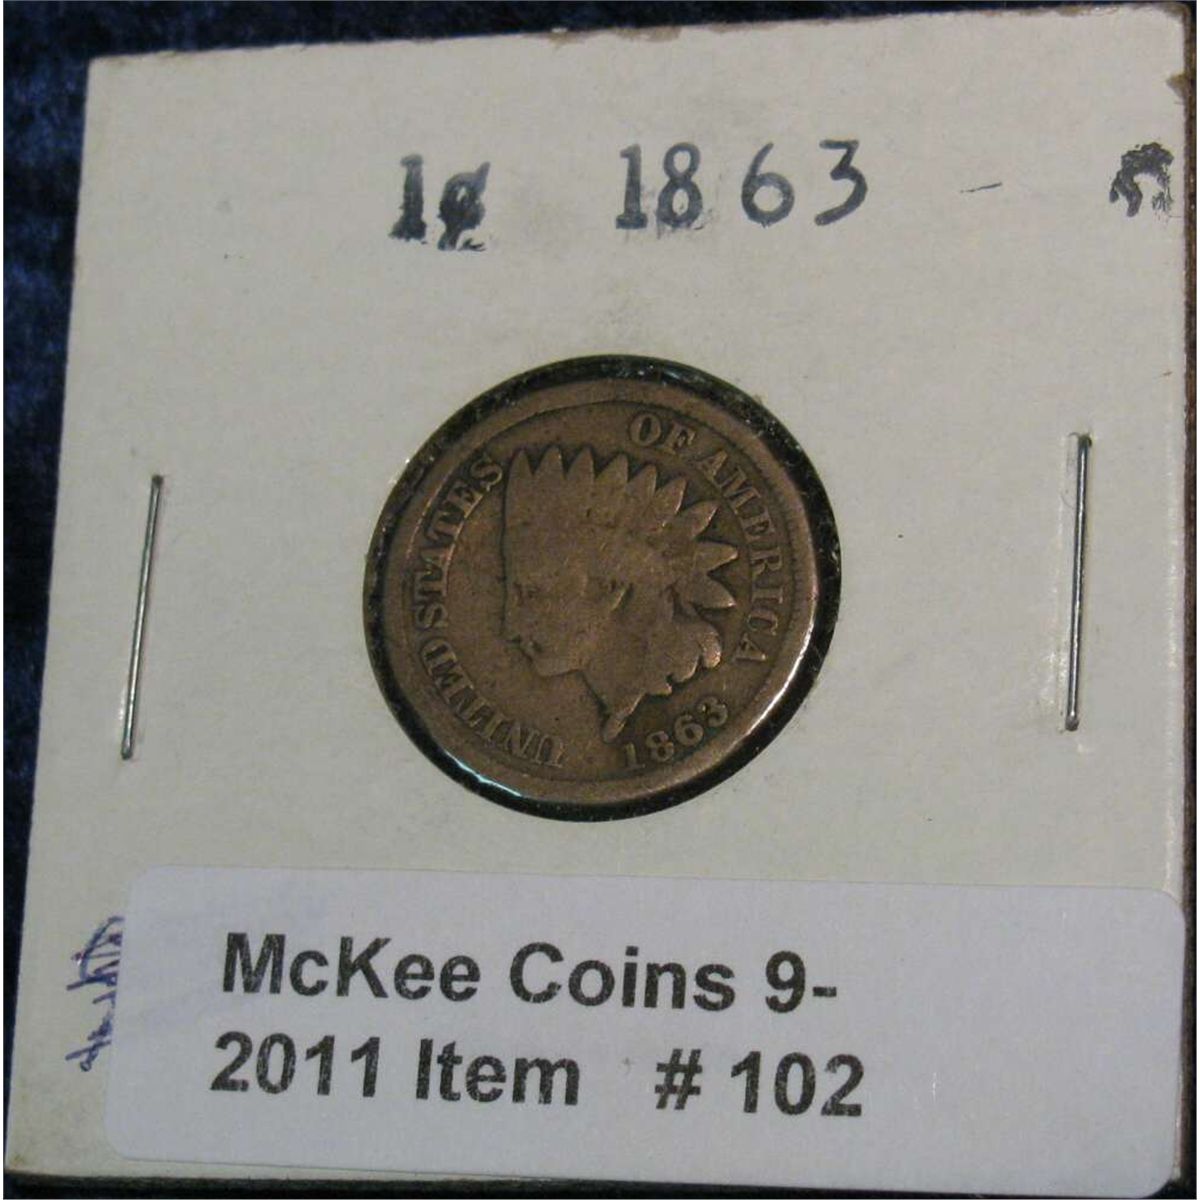 1¢ 1863 -
UNITED STATES OF AMERICA
1863
McKee Coins 9-
2011 Item # 102